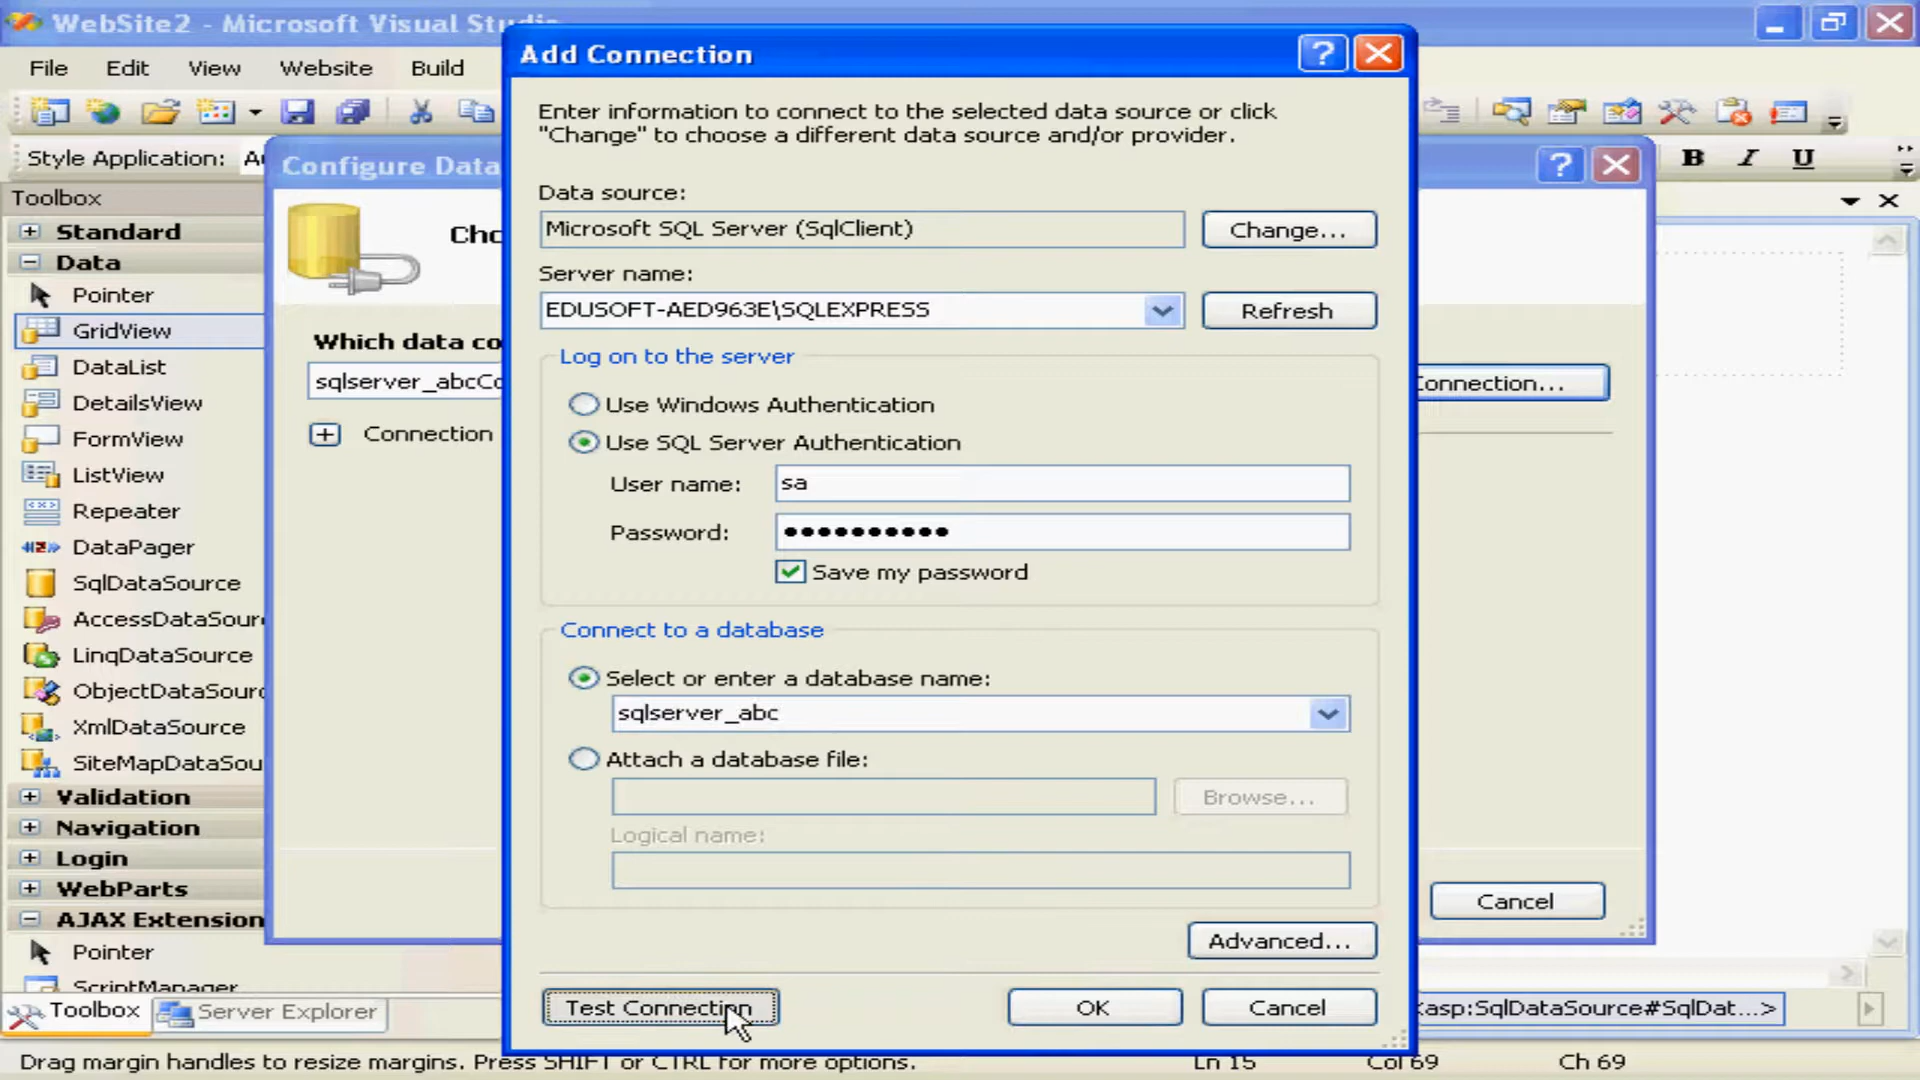 WebSite2 - Microsoft Visual Studio
File Edit View Website Build
Style Application:
Toolbox
Standard
Data
Pointer
GridView
DataList
DetailsView
FormView
ListView
Repeater
DataPager
SqlDataSource
AccessDataSour
LinqDataSource
ObjectDataSourc
XmlDataSource
SiteMapDataSou
Validation
Navigation
Login
WebParts
AJAX Extension
Pointer
ScriptManager
Toolbox Server Explorer
Configure Data
Cho
Which data co
sqlserver_abcCo
Connection
Add Connection
Enter information to connect to the selected data source or click
"Change" to choose a different data source and/or provider.
Data source:
Microsoft SQL Server (SqlClient) Change...
Server name:
EDUSOFT-AED963E\SQLEXPRESS Refresh
Log on to the server
Use Windows Authentication
Use SQL Server Authentication
User name: sa
Password: ●●●●●●●●●●
Save my password
Connect to a database
Select or enter a database name:
sqlserver_abc
Attach a database file:
Browse...
Logical name:
Advanced...
Test Connection OK Cancel
B I U
Connection...
Cancel
<asp:SqlDataSource#SqlDat...>
Drag margin handles to resize margins. Press SHIFT or CTRL for more options. Ln 15 Col 69 Ch 69